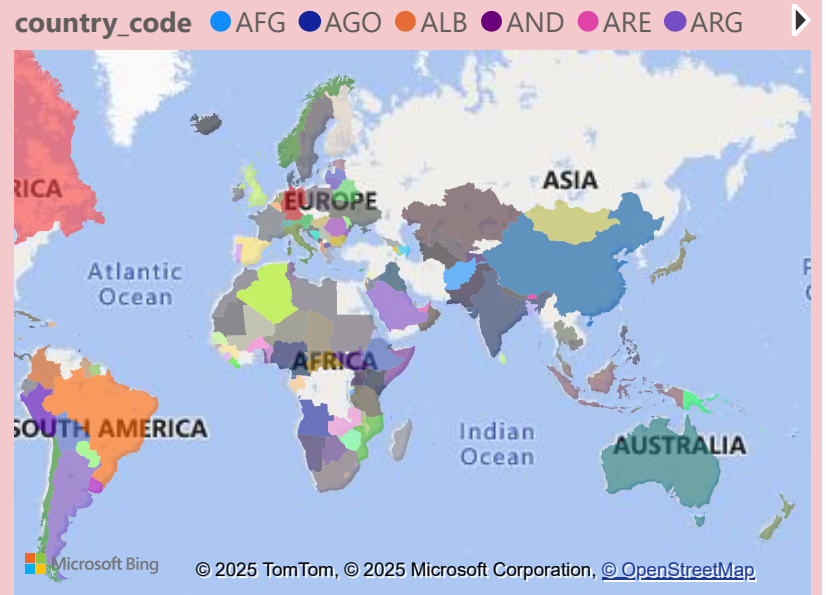 country_code AFG AGO ALB AND ARE ARG
RICA
ASIA
EUROPE
Atlantic
Ocean
AFRICA
SOUTH AMERICA
Indian
Ocean
AUSTRALIA
Microsoft Bing
© 2025 TomTom, © 2025 Microsoft Corporation, © OpenStreetMap